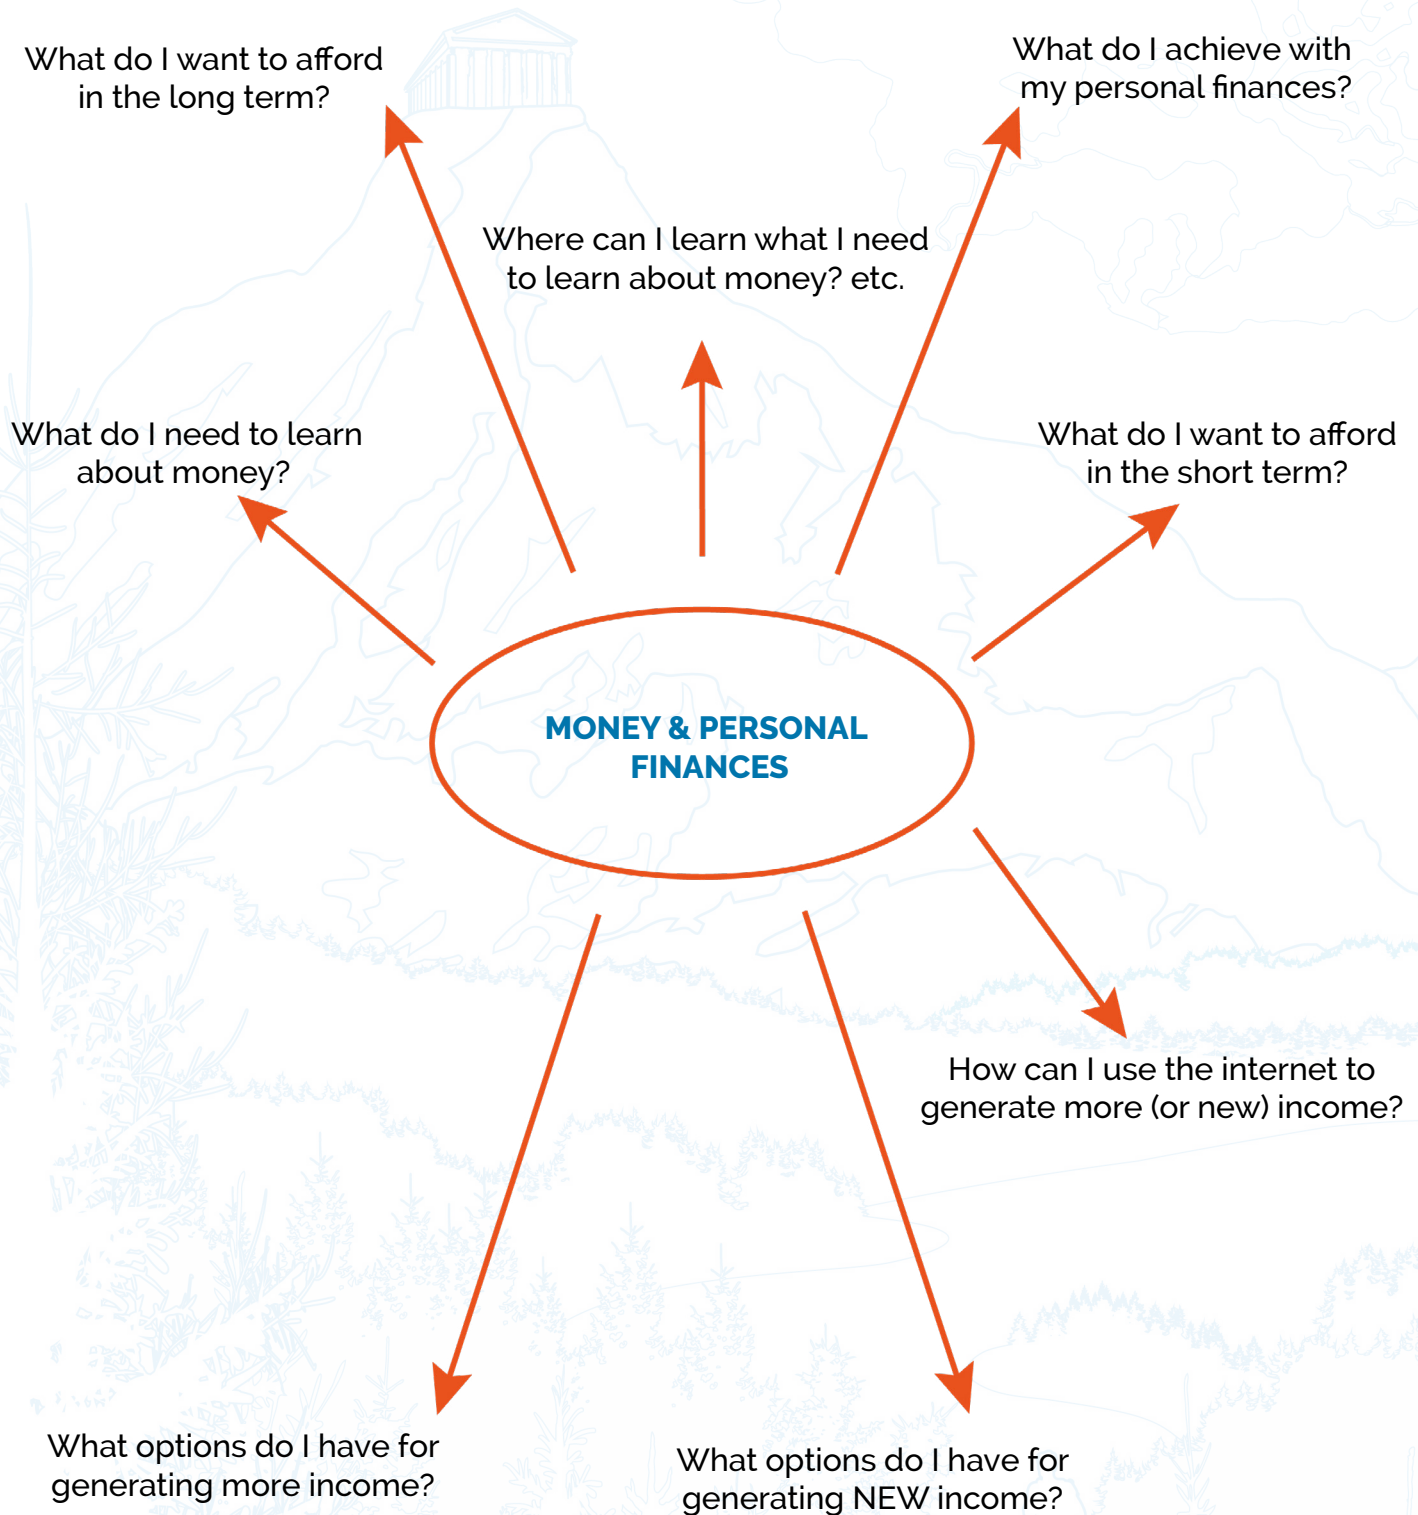 What do I want to afford
in the long term?
What do I achieve with
my personal finances?
Where can I learn what I need
to learn about money? etc.
What do I need to learn
about money?
What do I want to afford
in the short term?
MONEY & PERSONAL
FINANCES
How can I use the internet to
generate more (or new) income?
What options do I have for
generating more income?
What options do I have for
generating NEW income?